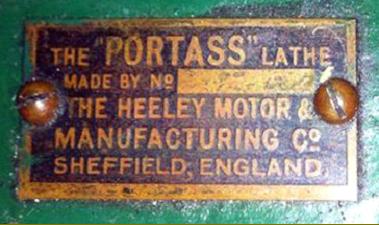 THE "PORTASS" LATHE
MADE BY Nº
THE HEELEY MOTOR &
MANUFACTURING Cº
SHEFFIELD, ENGLAND.